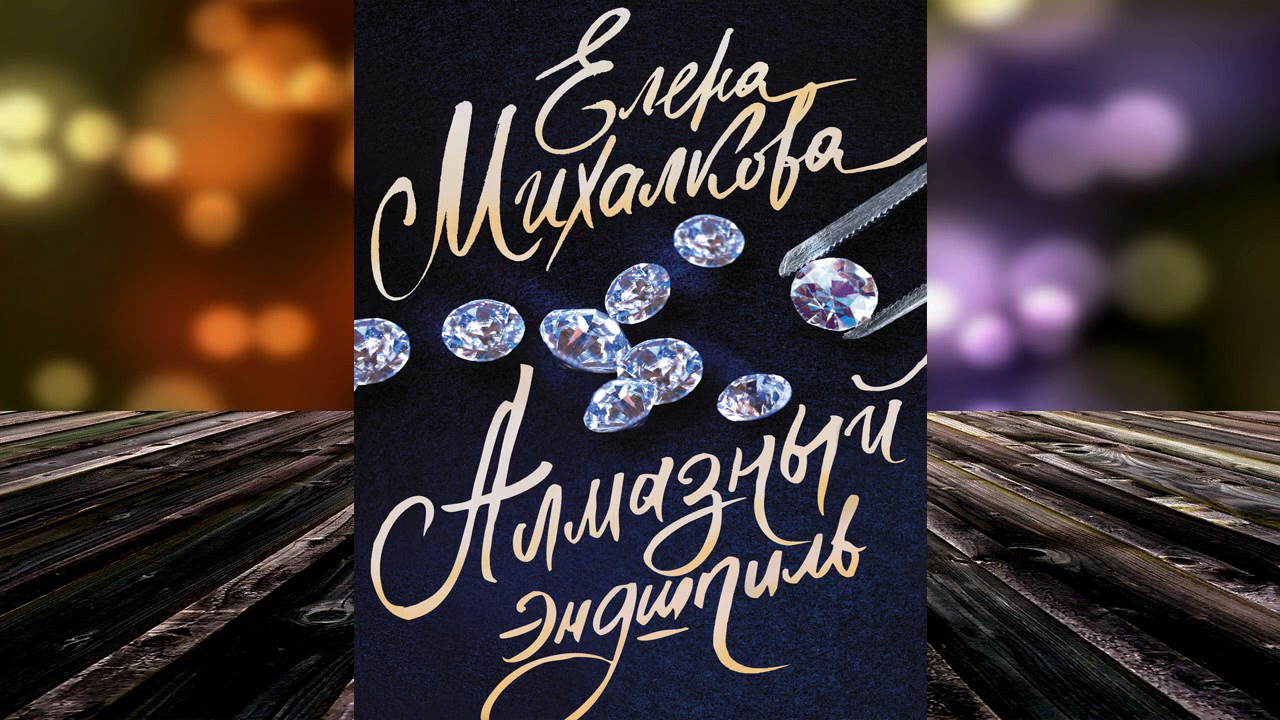 Елена
Михалкова
Алмазный
эндшпиль